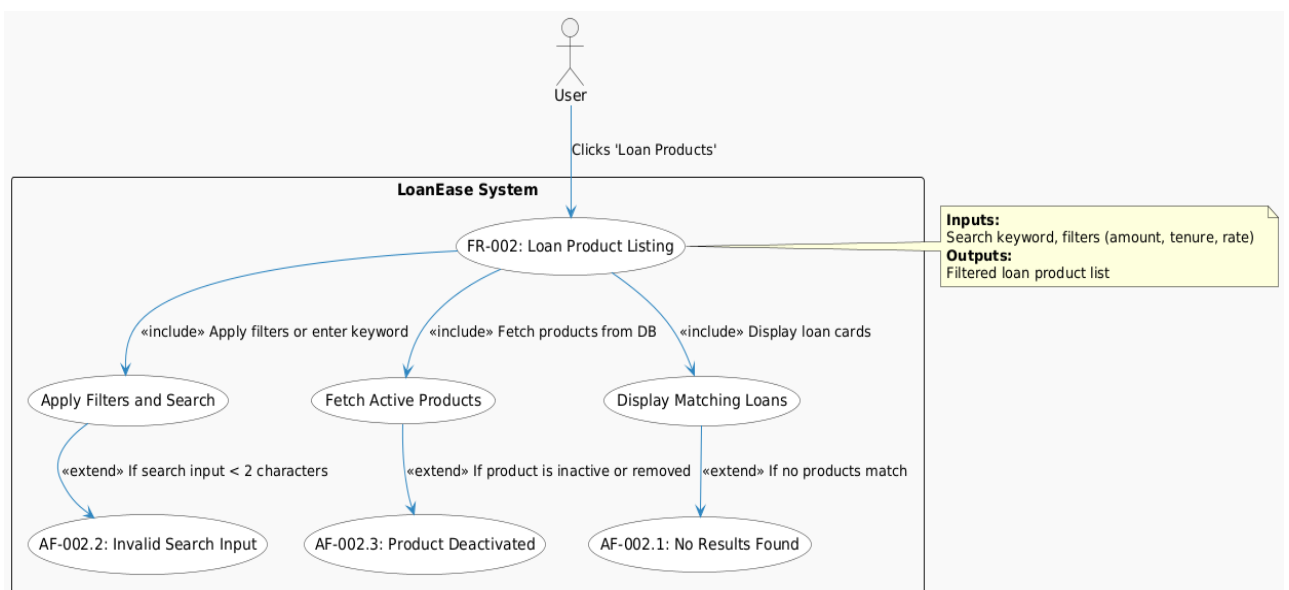 User
Clicks 'Loan Products'
LoanEase System
FR-002: Loan Product Listing
Inputs:
Search keyword, filters (amount, tenure, rate)
Outputs:
Filtered loan product list
«include» Apply filters or enter keyword
«include» Fetch products from DB
«include» Display loan cards
Apply Filters and Search
Fetch Active Products
Display Matching Loans
«extend» If search input < 2 characters
«extend» If product is inactive or removed
«extend» If no products match
AF-002.2: Invalid Search Input
AF-002.3: Product Deactivated
AF-002.1: No Results Found